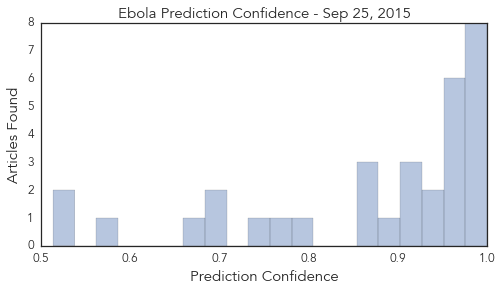 Ebola Prediction Confidence - Sep 25, 2015
Articles Found
8
7
6
5
4
3
2
1
0
0.5 0.6 0.7 0.8 0.9 1.0
Prediction Confidence